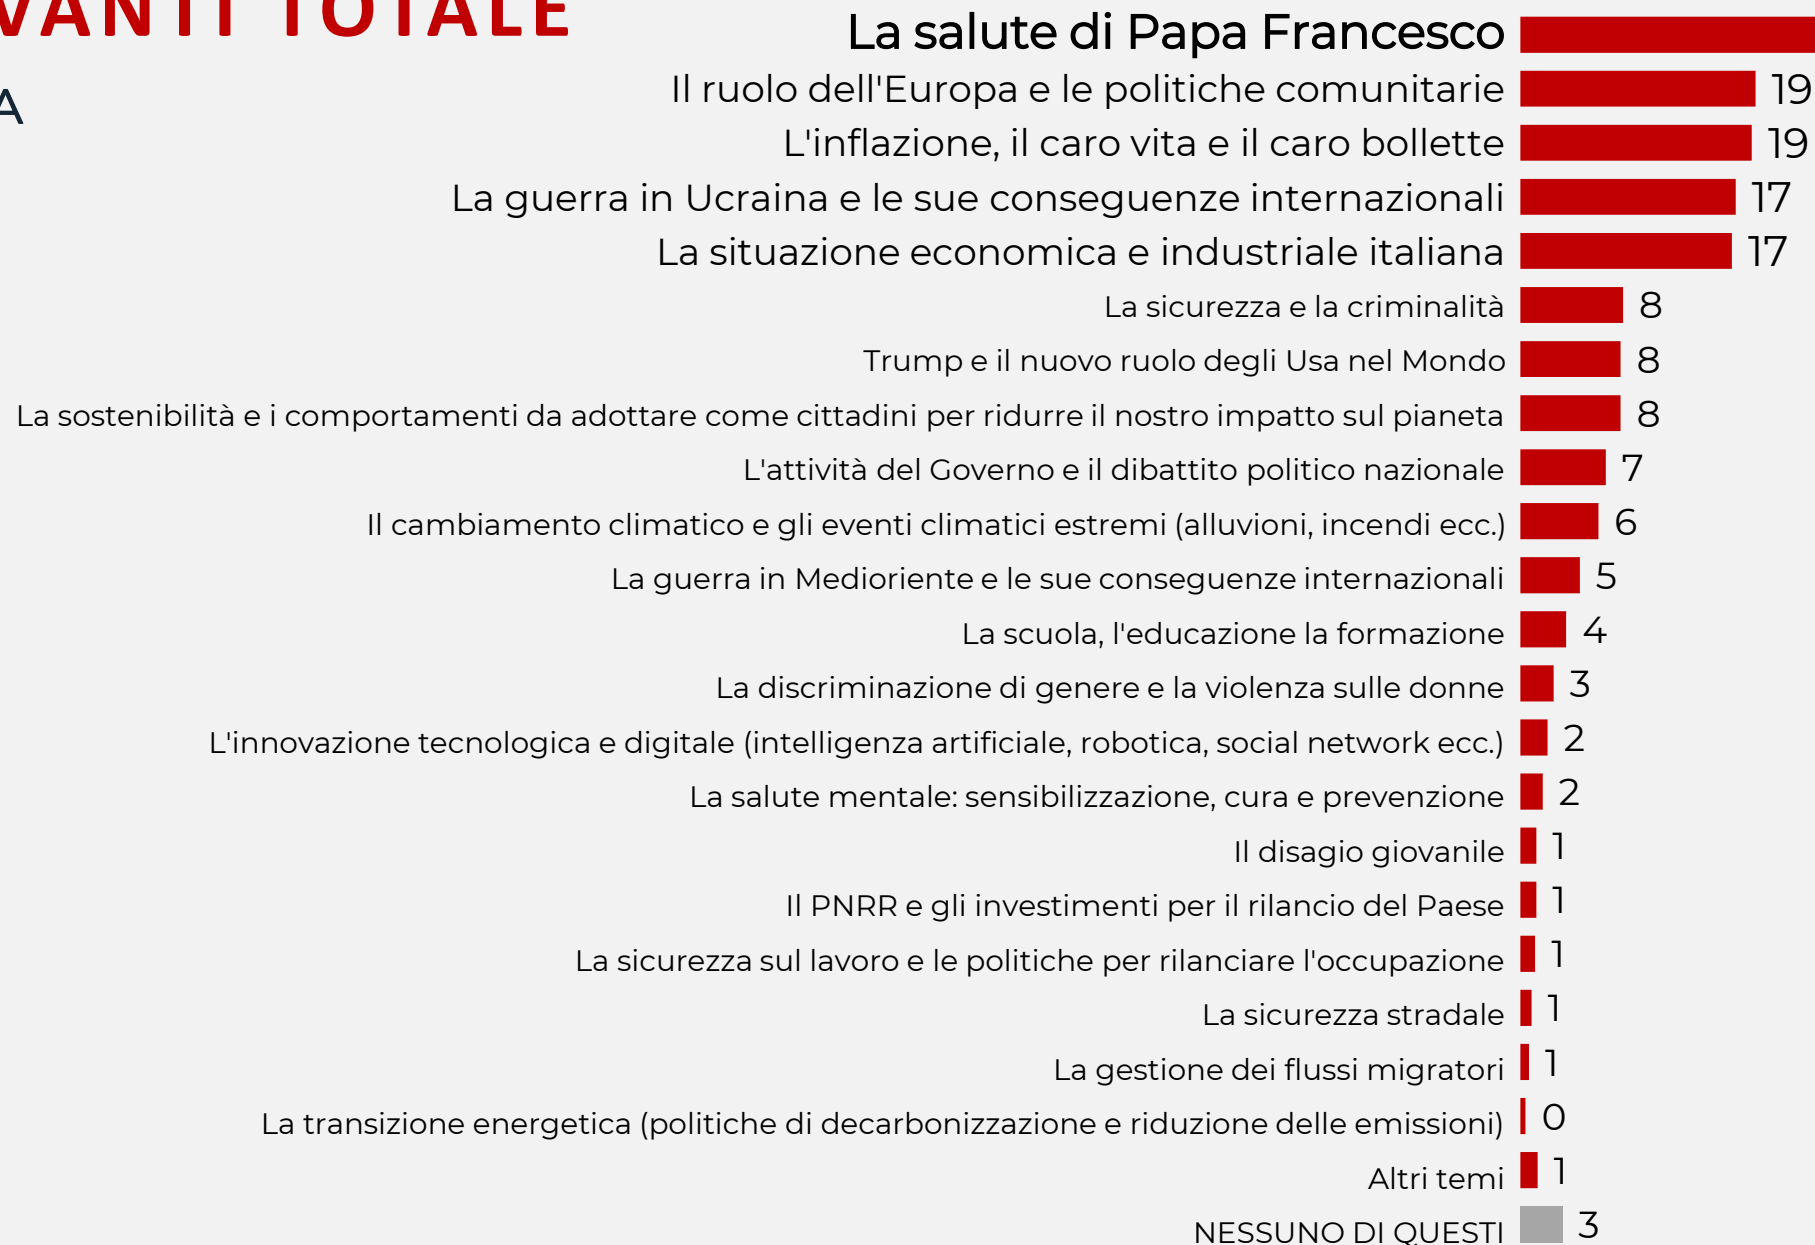 VANTI TOTALE
A
La salute di Papa Francesco
Il ruolo dell'Europa e le politiche comunitarie 19
L'inflazione, il caro vita e il caro bollette 19
La guerra in Ucraina e le sue conseguenze internazionali 17
La situazione economica e industriale italiana 17
La sicurezza e la criminalità 8
Trump e il nuovo ruolo degli Usa nel Mondo 8
La sostenibilità e i comportamenti da adottare come cittadini per ridurre il nostro impatto sul pianeta 8
L'attività del Governo e il dibattito politico nazionale 7
Il cambiamento climatico e gli eventi climatici estremi (alluvioni, incendi ecc.) 6
La guerra in Medioriente e le sue conseguenze internazionali 5
La scuola, l'educazione la formazione 4
La discriminazione di genere e la violenza sulle donne 3
L'innovazione tecnologica e digitale (intelligenza artificiale, robotica, social network ecc.) 2
La salute mentale: sensibilizzazione, cura e prevenzione 2
Il disagio giovanile 1
Il PNRR e gli investimenti per il rilancio del Paese 1
La sicurezza sul lavoro e le politiche per rilanciare l'occupazione 1
La sicurezza stradale 1
La gestione dei flussi migratori 1
La transizione energetica (politiche di decarbonizzazione e riduzione delle emissioni) 0
Altri temi 1
NESSUNO DI QUESTI 3